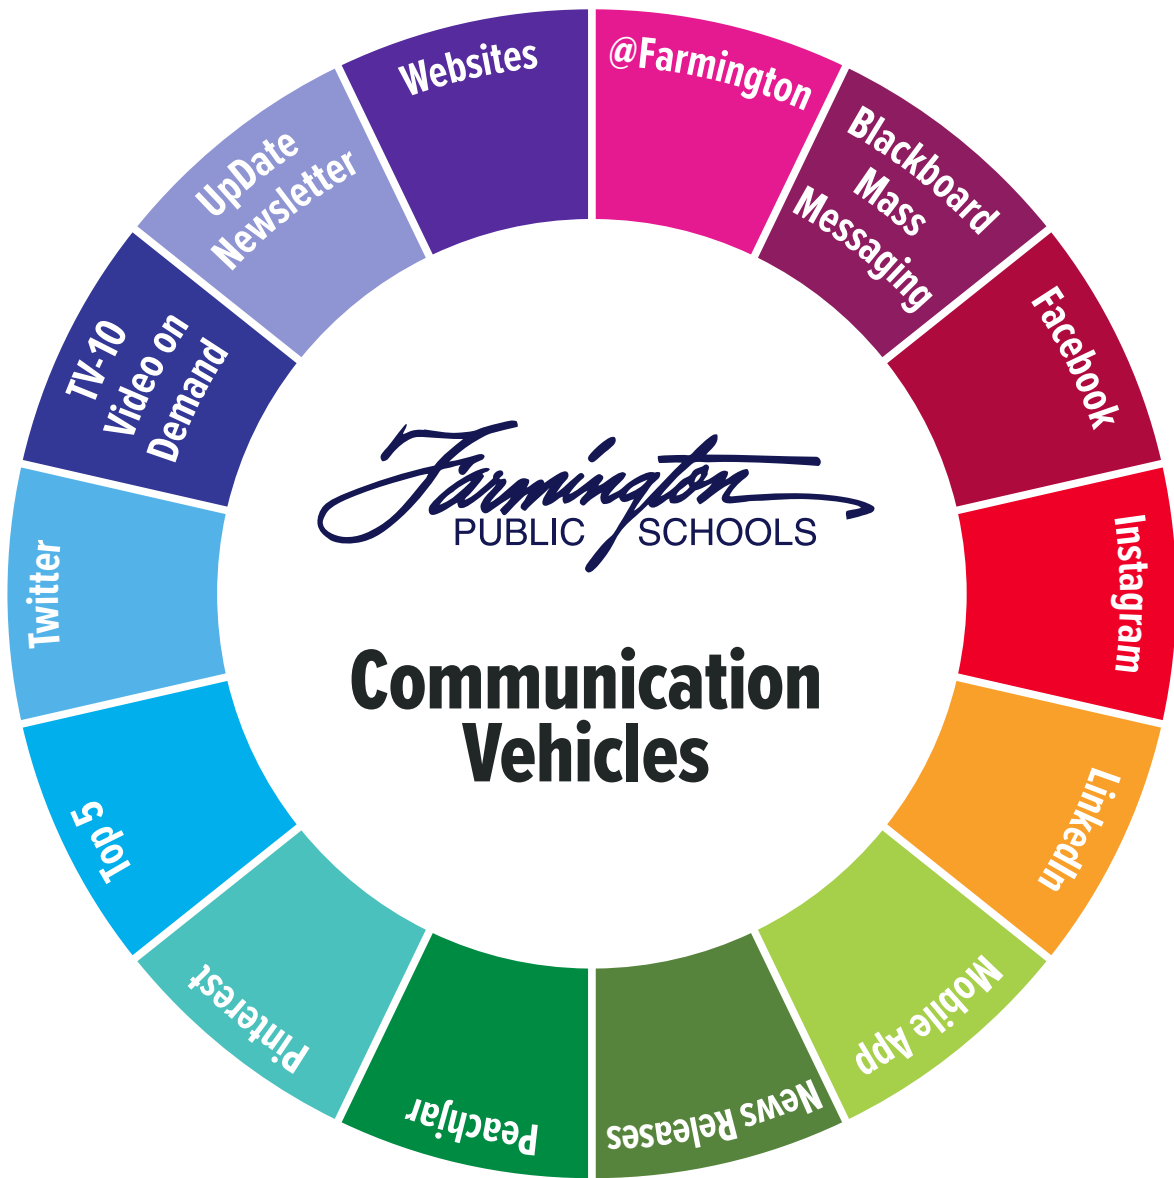 @Farmington
Blackboard
Mass
Messaging
Facebook
Instagram
LinkedIn
Mobile App
News Releases
Peachjar
Pinterest
Top 5
Twitter
TV-10
Video on
Demand
UpDate
Newsletter
Websites
Farmington
PUBLIC SCHOOLS
Communication
Vehicles